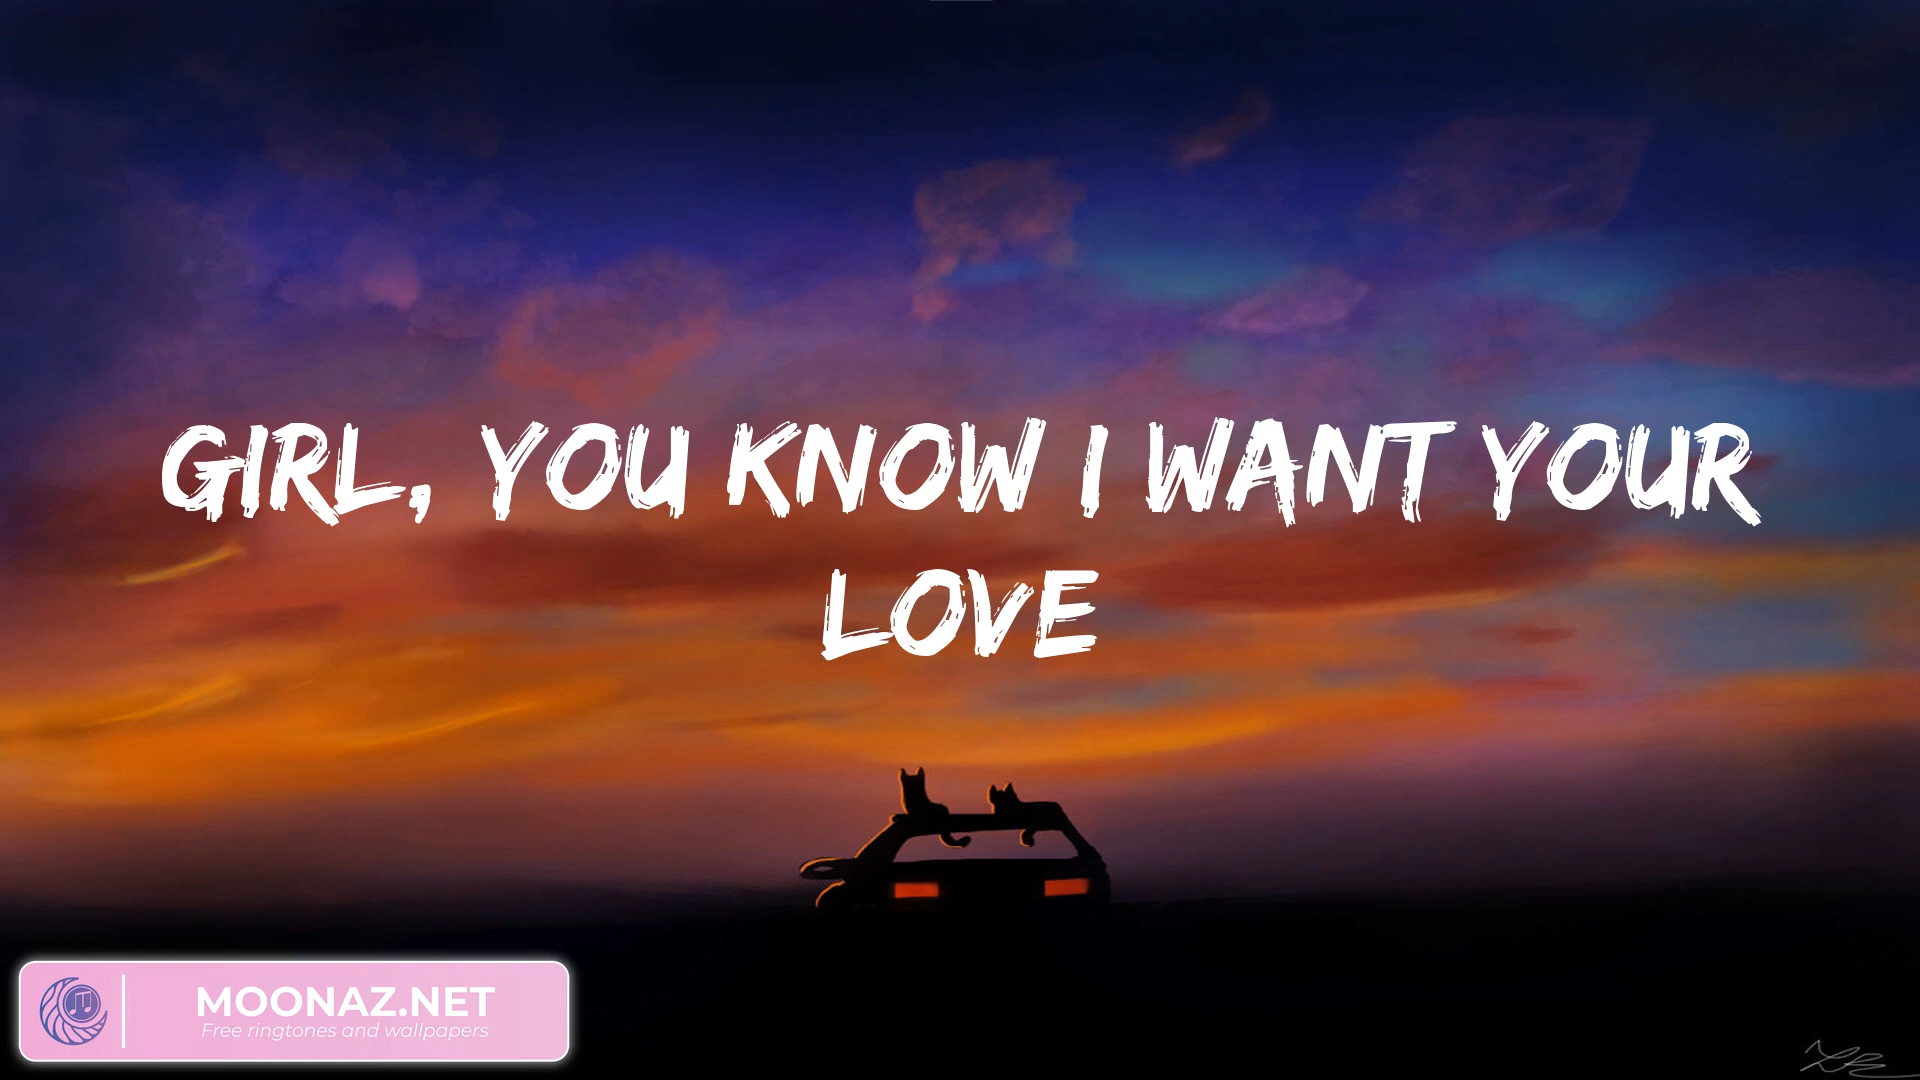 GIRL, YOU KNOW I WANT YOUR
LOVE
MOONAZ.NET
Free ringtones and wallpapers